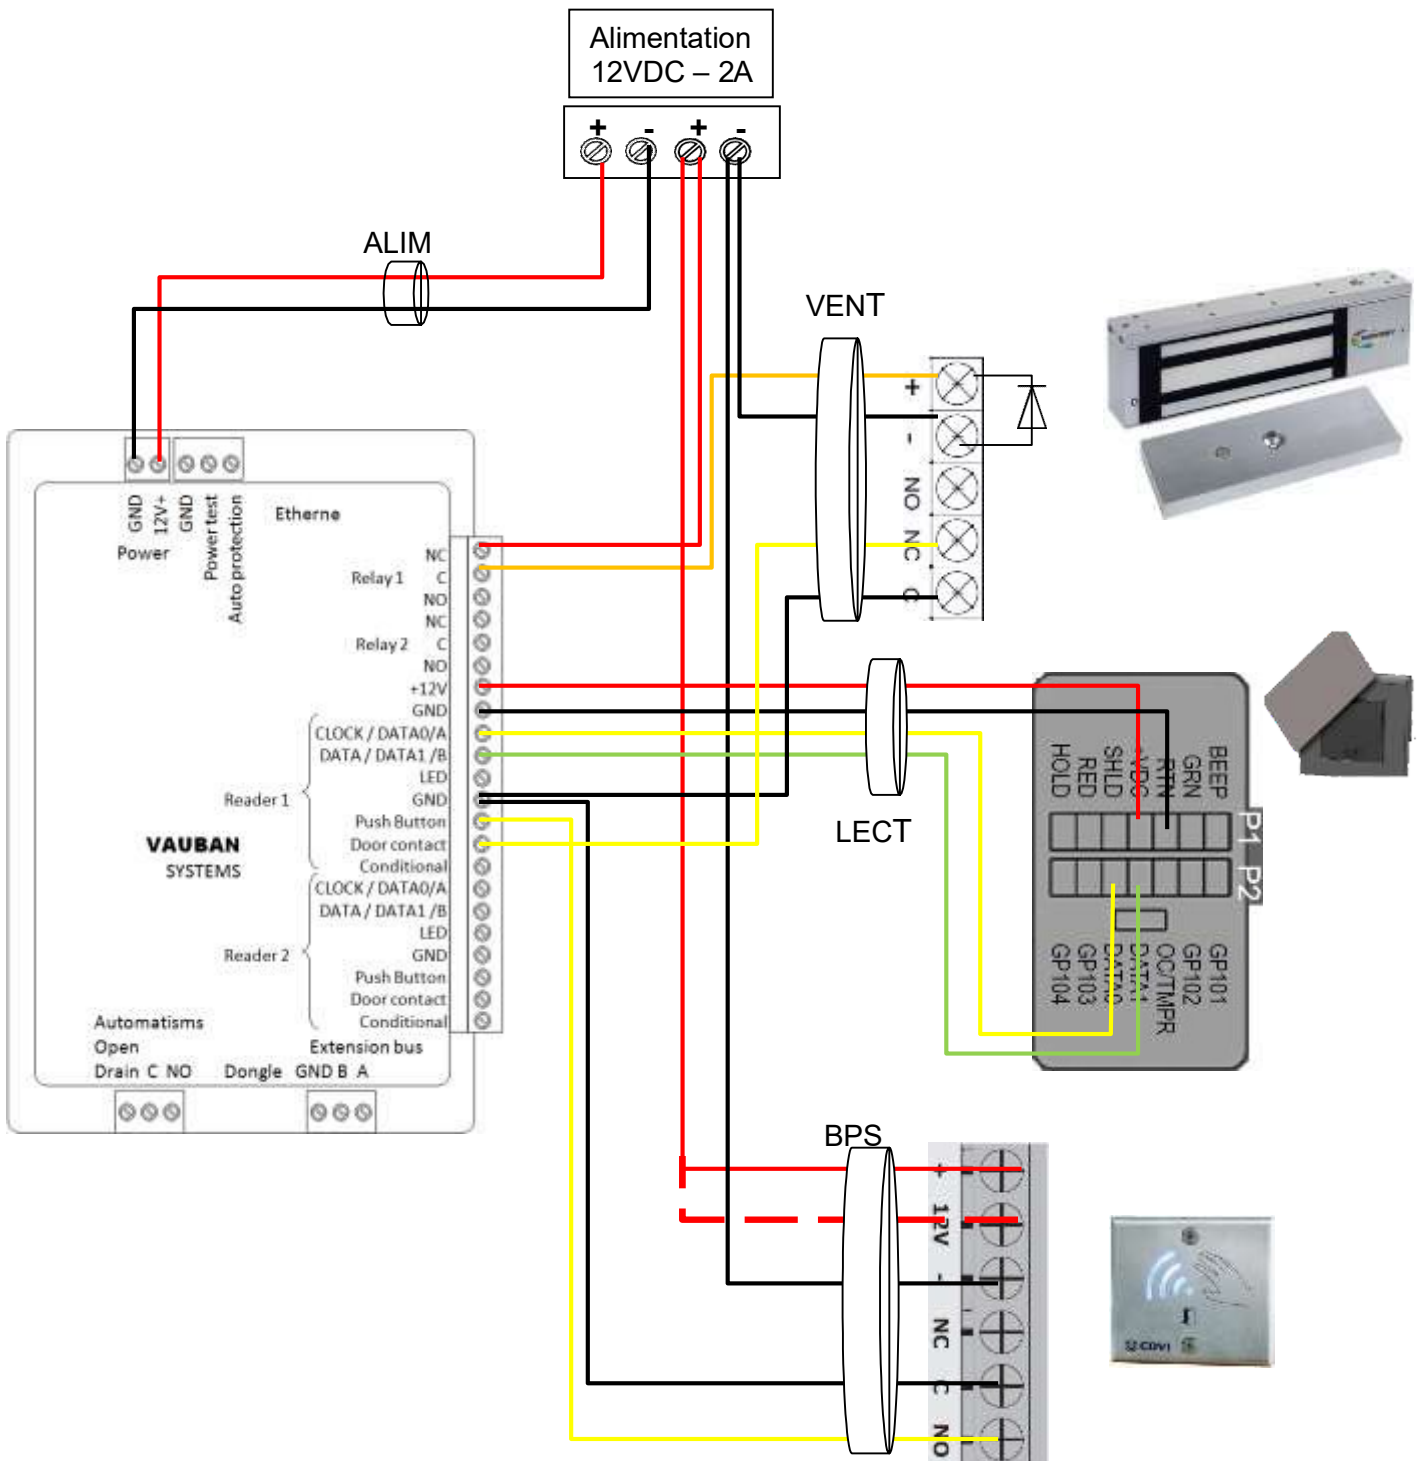 Alimentation
12VDC – 2A
+ - + -
ALIM
VENT
+
-
NO
NC
C
GND
12V+
GND
Power test
Auto protection
Power
Etherne
NC
Relay 1 C
NO
NC
Relay 2 C
NO
+12V
GND
CLOCK / DATA0/A
DATA / DATA1 /B
LED
Reader 1
GND
Push Button
Door contact
Conditional
VAUBAN
SYSTEMS
CLOCK / DATA0/A
DATA / DATA1 /B
LED
Reader 2
GND
Push Button
Door contact
Conditional
Automatisms
Open
Drain C NO
Extension bus
Dongle GND B A
LECT
HOLD
RED
SHLD
+VDC
RTN
GRN
BEEP
P1
P2
GP104
GP103
DATA0
DATA1
OC/TMPR
GP102
GP101
BPS
+
12V
-
NC
C
NO
CDVI